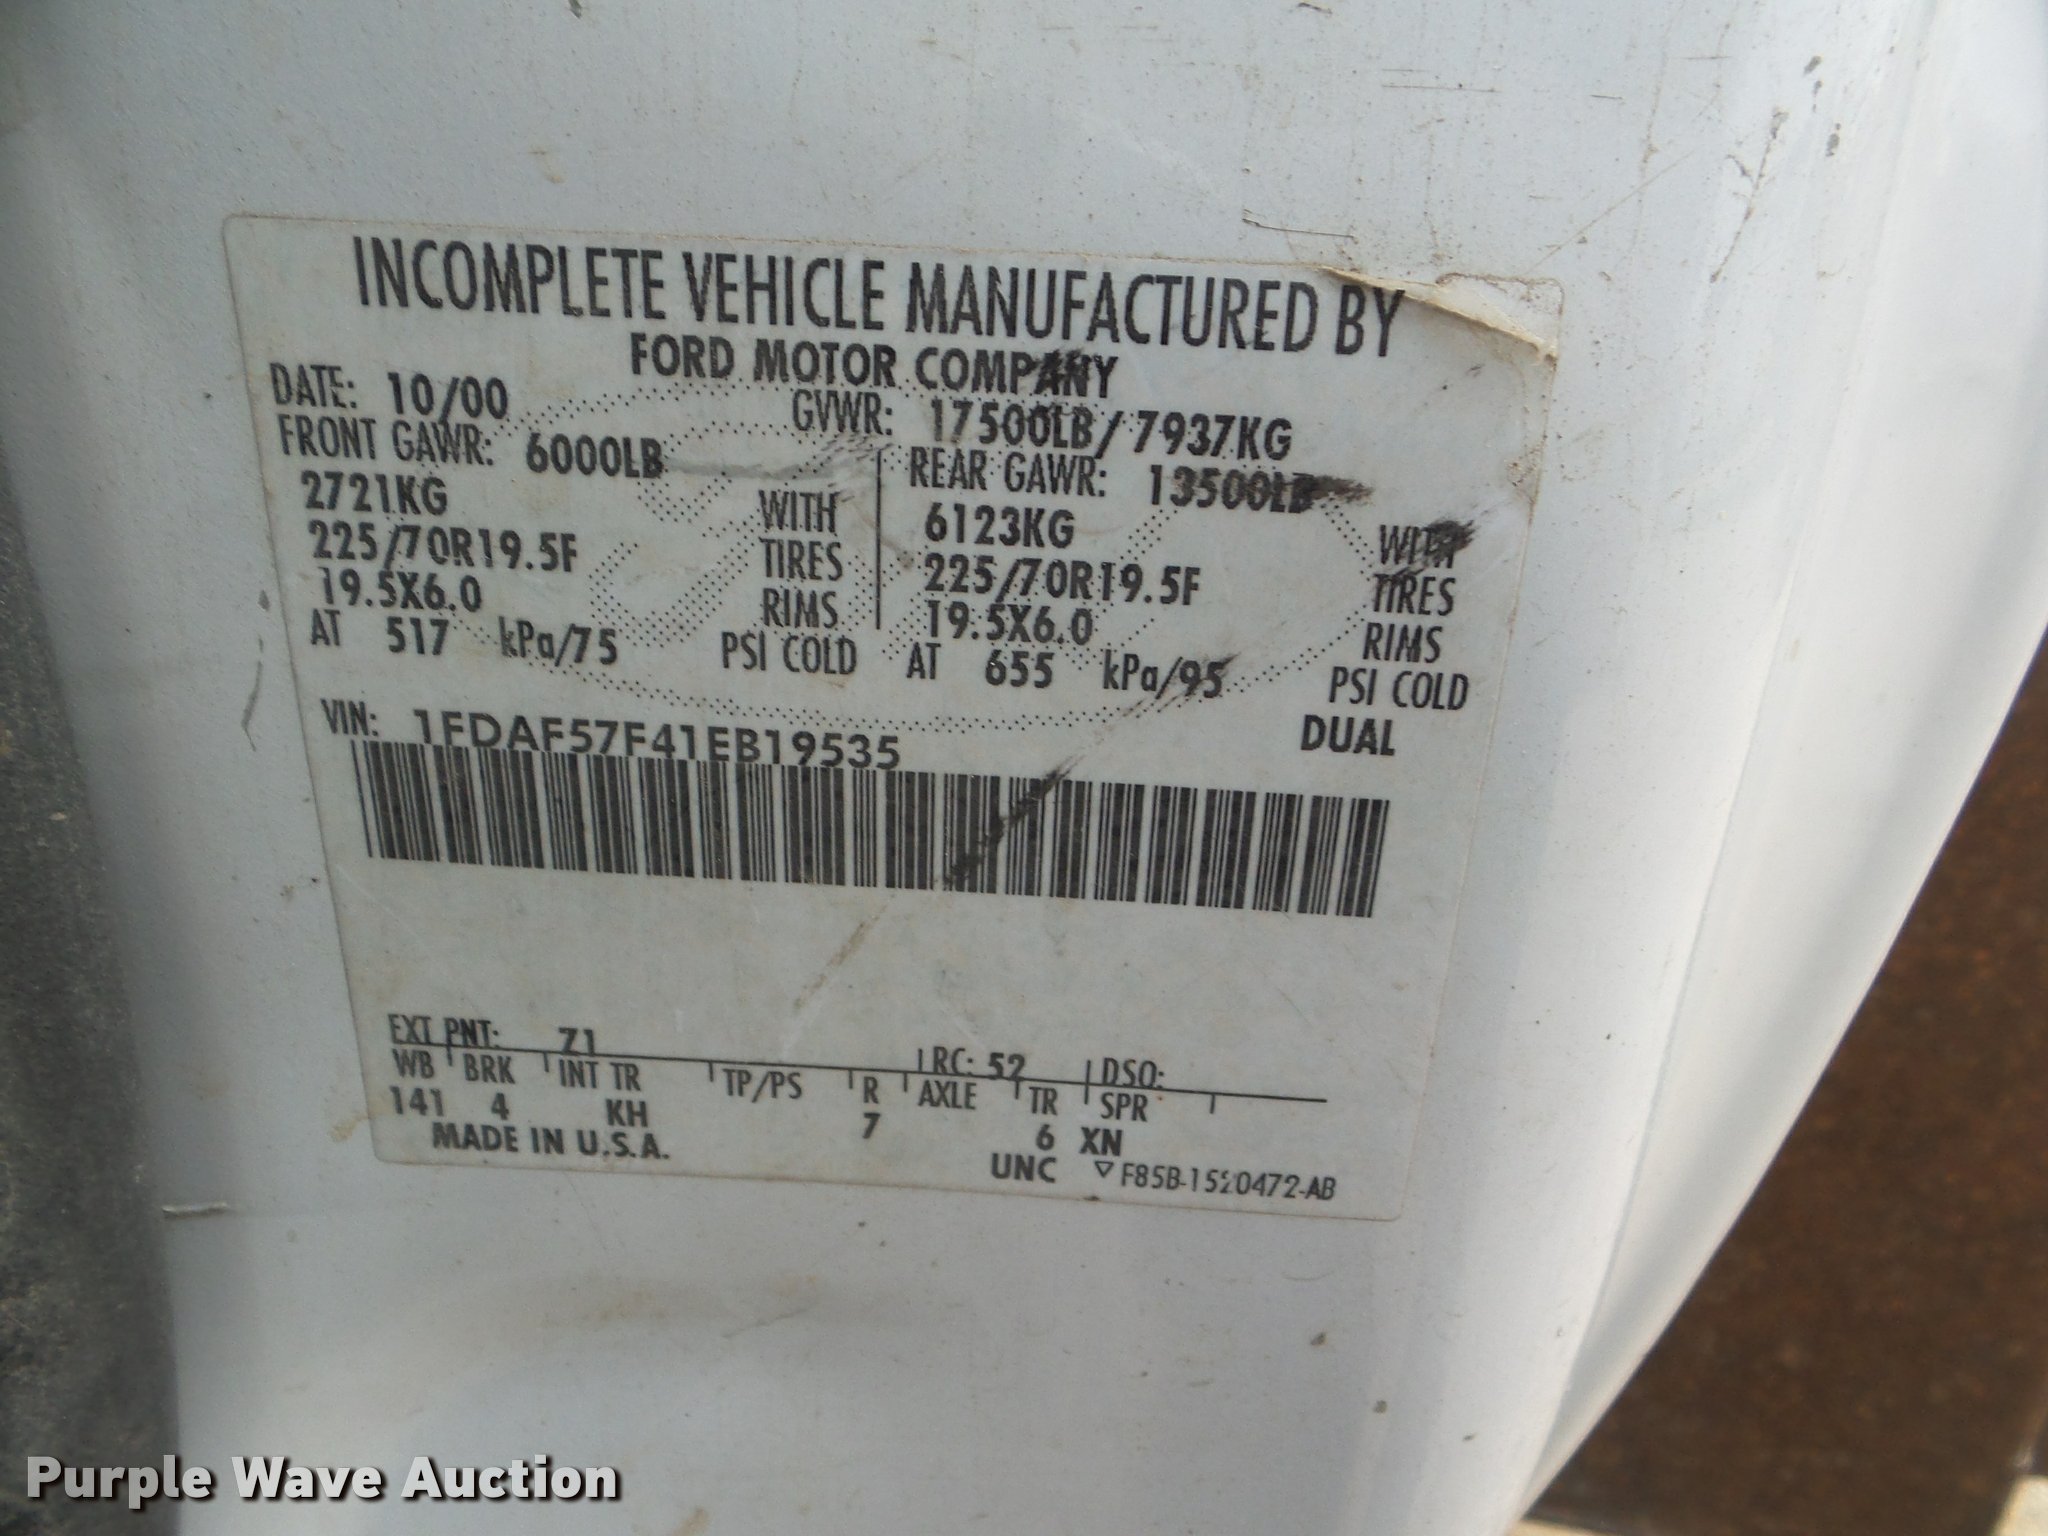 INCOMPLETE VEHICLE MANUFACTURED BY
FORD MOTOR COMPANY
DATE: 10/00 GVWR: 17500LB/7937KG
FRONT GAWR: 6000LB REAR GAWR: 13500LB
2721KG WITH 6123KG WITH
225/70R19.5F TIRES 225/70R19.5F TIRES
19.5X6.0 RIMS 19.5X6.0 RIMS
AT 517 kPa/75 PSI COLD AT 655 kPa/95 PSI COLD
DUAL
VIN: 1FDAF57F41EB19535
EXT PNT: Z1 RC: 52 DSO:
WB BRK INT TR TP/PS R AXLE TR SPR
141 4 KH 7 6 XN
MADE IN U.S.A. UNC ▽ F85B-1520472-AB
Purple Wave Auction